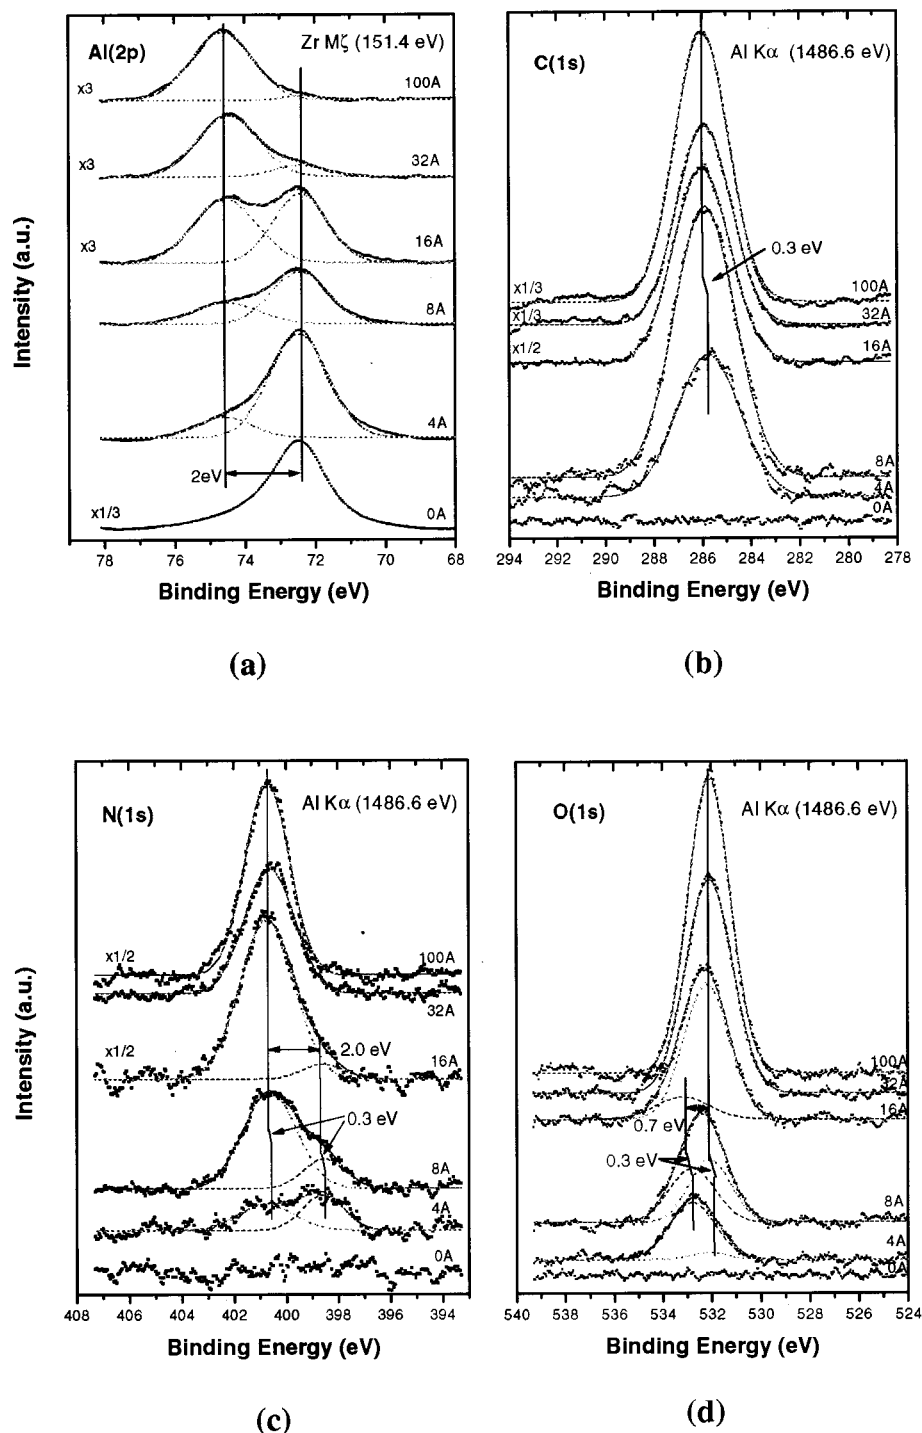 Al(2p)
Zr Mζ (151.4 eV)
x3
100A
x3
32A
x3
16A
8A
4A
2eV
x1/3
0A
78 76 74 72 70 68
Binding Energy (eV)
Intensity (a.u.)
(a)
C(1s)
Al Kα (1486.6 eV)
0.3 eV
x1/3
100A
x1/3
32A
x1/2
16A
8A
4A
0A
294 292 290 288 286 284 282 280 278
Binding Energy (eV)
(b)
N(1s)
Al Kα (1486.6 eV)
x1/2
100A
32A
x1/2
2.0 eV
16A
0.3 eV
8A
4A
0A
408 406 404 402 400 398 396 394
Binding Energy (eV)
Intensity (a.u.)
(c)
O(1s)
Al Kα (1486.6 eV)
100A
32A
16A
0.7 eV
0.3 eV
8A
4A
0A
540 538 536 534 532 530 528 526 524
Binding Energy (eV)
(d)